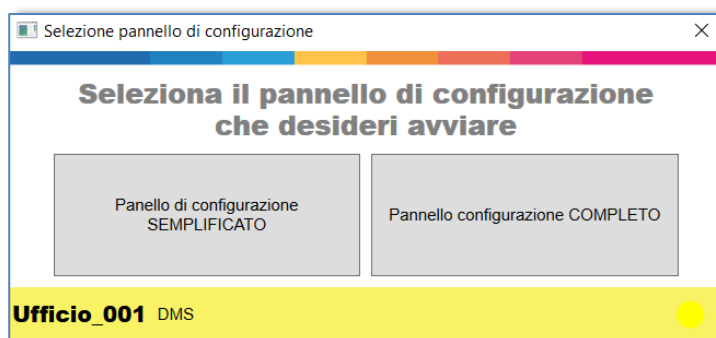 Selezione pannello di configurazione
Seleziona il pannello di configurazione
che desideri avviare
Panello di configurazione
SEMPLIFICATO
Pannello configurazione COMPLETO
Ufficio_001 DMS